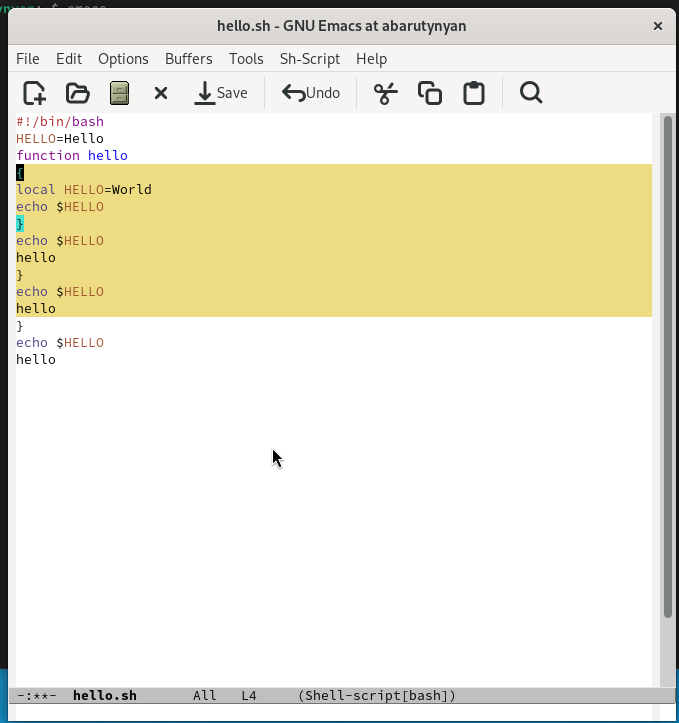 hello.sh - GNU Emacs at abarutynyan
File Edit Options Buffers Tools Sh-Script Help
Save Undo
#!/bin/bash
HELLO=Hello
function hello
{
local HELLO=World
echo $HELLO
}
echo $HELLO
hello
}
echo $HELLO
hello
}
echo $HELLO
hello
-:**- hello.sh All L4 (Shell-script[bash])